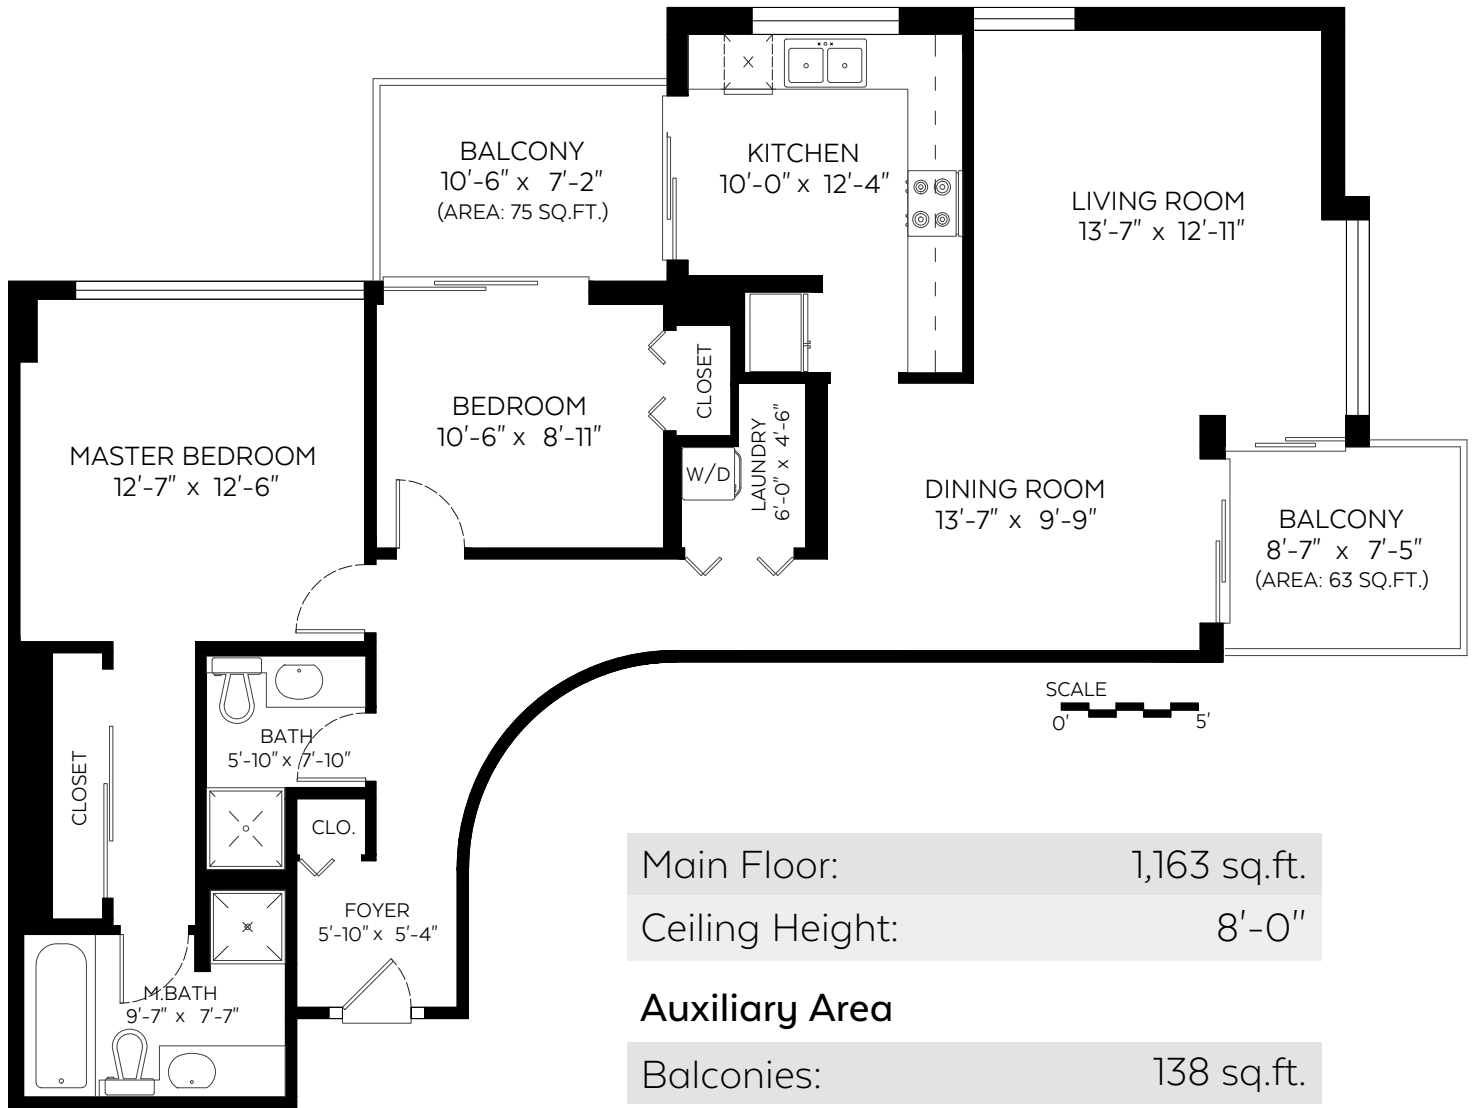 BALCONY
10'-6" x 7'-2"
(AREA: 75 SQ.FT.)
KITCHEN
10'-0" x 12'-4"
LIVING ROOM
13'-7" x 12'-11"
MASTER BEDROOM
12'-7" x 12'-6"
BEDROOM
10'-6" x 8'-11"
CLOSET
W/D
LAUNDRY
6'-0" x 4'-6"
DINING ROOM
13'-7" x 9'-9"
BALCONY
8'-7" x 7'-5"
(AREA: 63 SQ.FT.)
SCALE
0' 5'
CLOSET
BATH
5'-10" x 7'-10"
CLO.
FOYER
5'-10" x 5'-4"
M.BATH
9'-7" x 7'-7"
Main Floor: 1,163 sq.ft.
Ceiling Height: 8'-0"
Auxiliary Area
Balconies: 138 sq.ft.